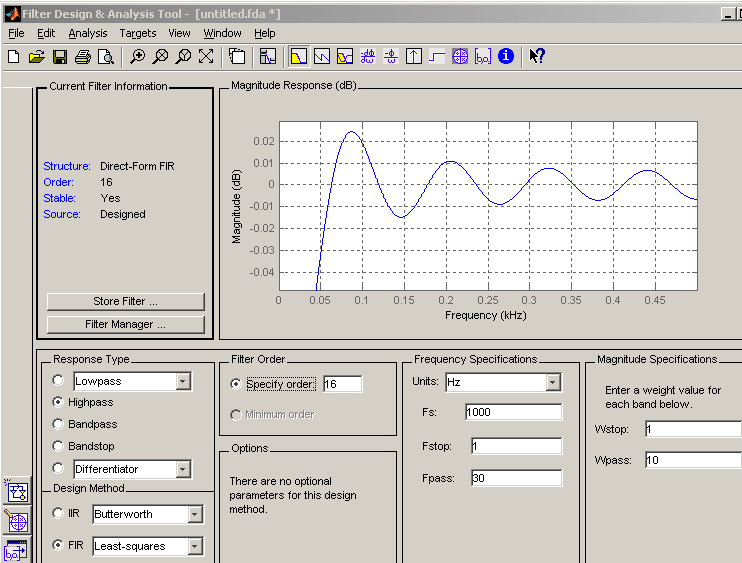 Filter Design & Analysis Tool - [untitled.fda *]
File Edit Analysis Targets View Window Help
Current Filter Information
Structure: Direct-Form FIR
Order: 16
Stable: Yes
Source: Designed
Store Filter ...
Filter Manager ...
Magnitude Response (dB)
0.02
0.01
0
-0.01
-0.02
-0.03
-0.04
Magnitude (dB)
0 0.05 0.1 0.15 0.2 0.25 0.3 0.35 0.4 0.45
Frequency (kHz)
Response Type
Lowpass
Highpass
Bandpass
Bandstop
Differentiator
Design Method
IIR Butterworth
FIR Least-squares
Filter Order
Specify order: 16
Minimum order
Options
There are no optional
parameters for this design
method.
Frequency Specifications
Units: Hz
Fs: 1000
Fstop: 1
Fpass: 30
Magnitude Specifications
Enter a weight value for
each band below.
Wstop: 1
Wpass: 10